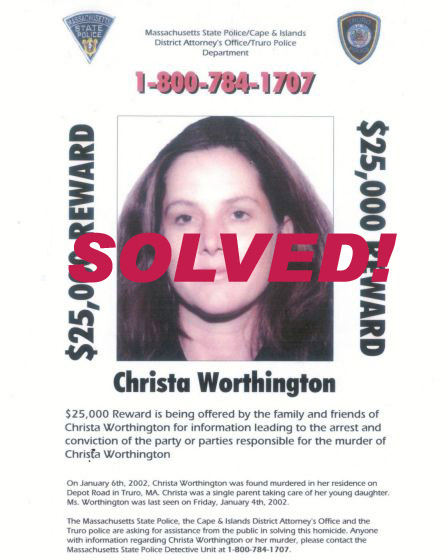 MASSACHUSETTS
STATE
POLICE
Massachusetts State Police/Cape & Islands
District Attorney's Office/Truro Police
Department
1-800-784-1707
$25,000 REWARD
$25,000 REWARD
SOLVED!
Christa Worthington
$25,000 Reward is being offered by the family and friends of
Christa Worthington for information leading to the arrest and
conviction of the party or parties responsible for the murder of
Christa Worthington
On January 6th, 2002, Christa Worthington was found murdered in her residence on
Depot Road in Truro, MA. Christa was a single parent taking care of her young daughter.
Ms. Worthington was last seen on Friday, January 4th, 2002.
The Massachusetts State Police, the Cape & Islands District Attorney's Office and the
Truro police are asking for assistance from the public in solving this homicide. Anyone
with information regarding Christa Worthington or her murder, please contact the
Massachusetts State Police Detective Unit at 1-800-784-1707.